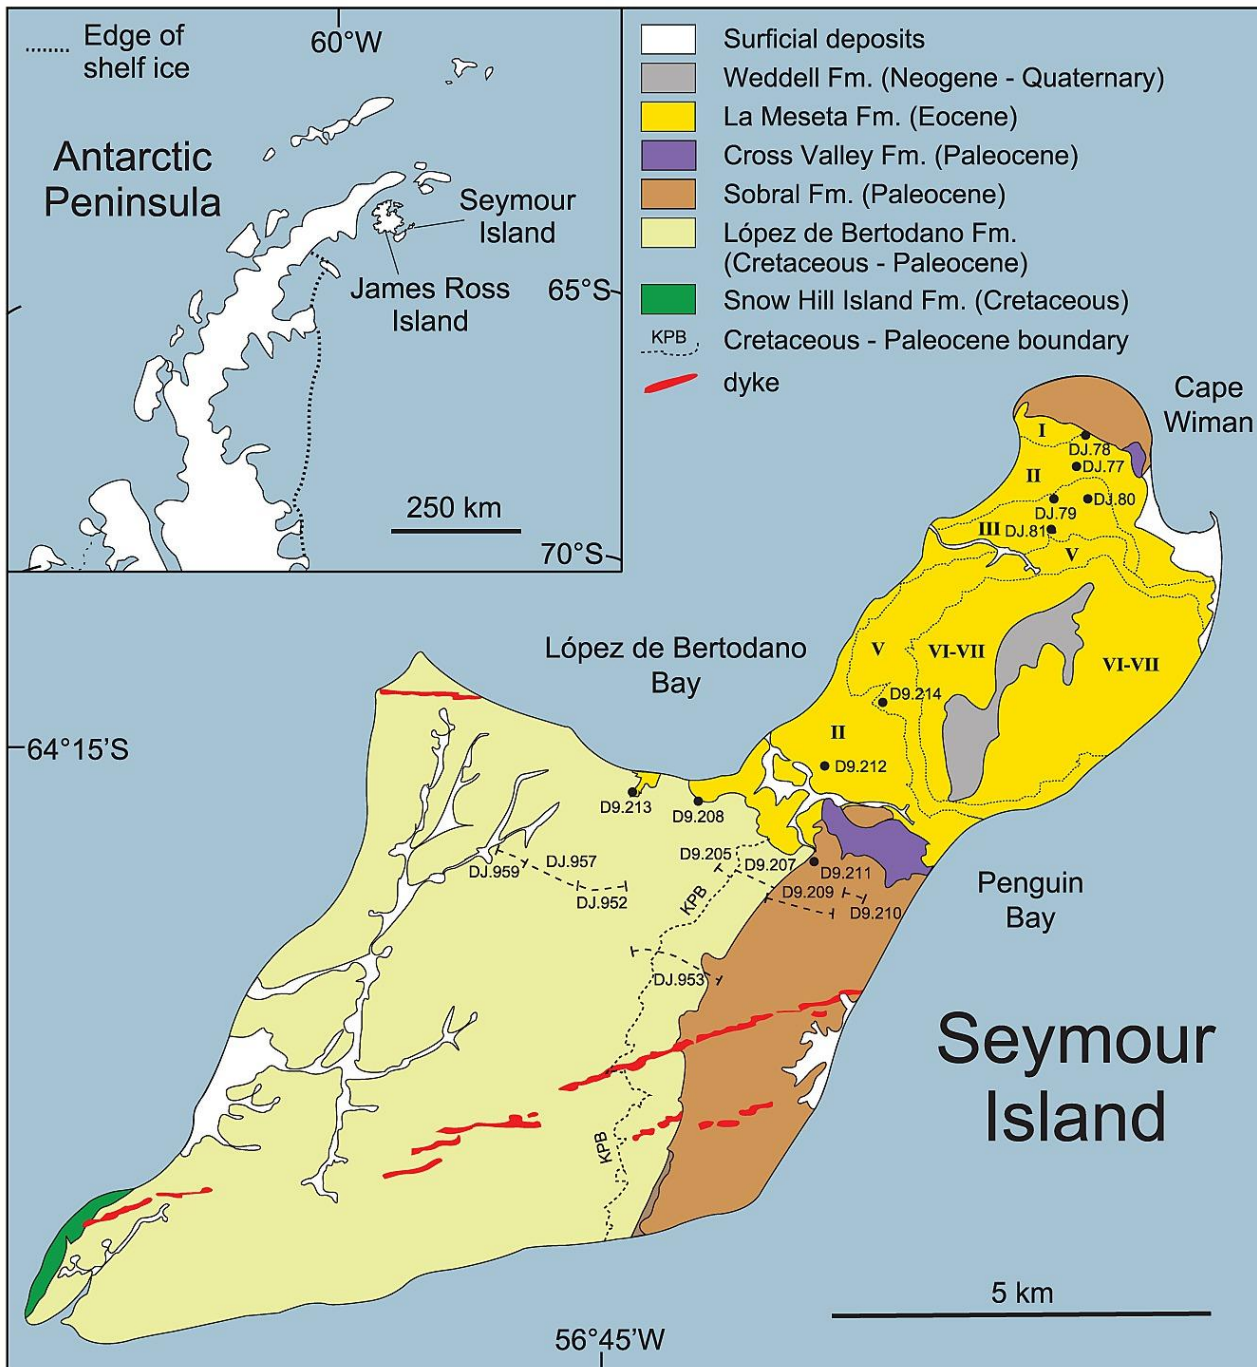 Edge of
shelf ice
60°W
Antarctic
Peninsula
Seymour
Island
James Ross
Island
65°S
250 km
70°S
Surficial deposits
Weddell Fm. (Neogene - Quaternary)
La Meseta Fm. (Eocene)
Cross Valley Fm. (Paleocene)
Sobral Fm. (Paleocene)
López de Bertodano Fm.
(Cretaceous - Paleocene)
Snow Hill Island Fm. (Cretaceous)
KPB Cretaceous - Paleocene boundary
dyke
Cape
Wiman
I
DJ.78
DJ.77
II
DJ.80
DJ.79
III
DJ.81
V
López de Bertodano
Bay
V
VI-VII
VI-VII
D9.214
64°15'S
II
D9.212
D9.213
D9.208
D9.205
D9.207
D9.211
DJ.957
DJ.959
DJ.952
D9.209
D9.210
KPB
Penguin
Bay
DJ.953
Seymour
Island
KPB
5 km
56°45'W